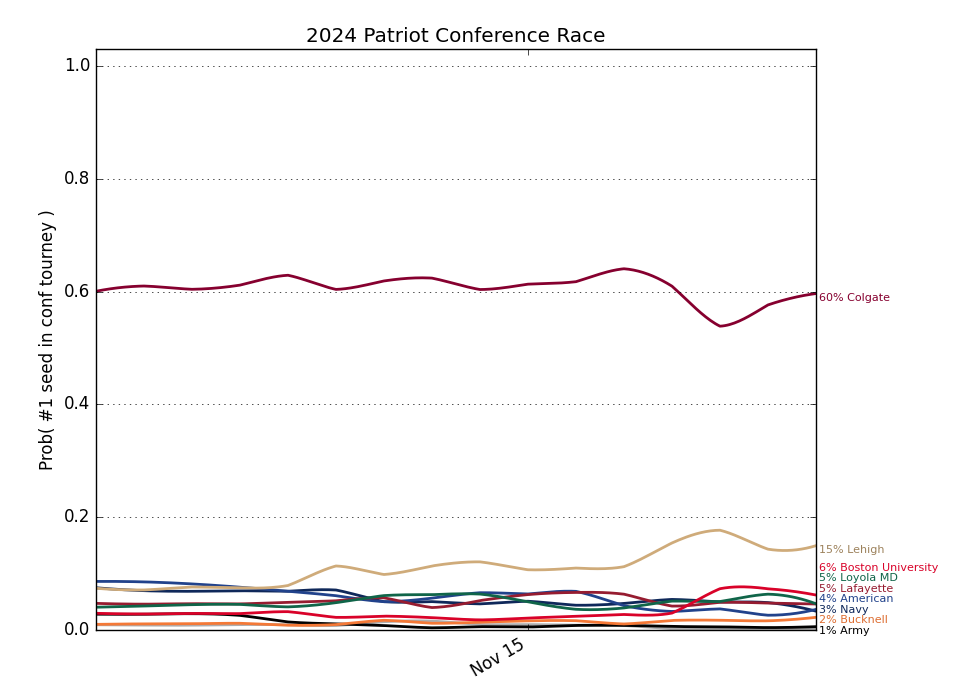 2024 Patriot Conference Race
Prob( #1 seed in conf tourney )
1.0
0.8
0.6
0.4
0.2
0.0
Nov 15
60% Colgate
15% Lehigh
6% Boston University
5% Loyola MD
5% Lafayette
4% American
3% Navy
2% Bucknell
1% Army